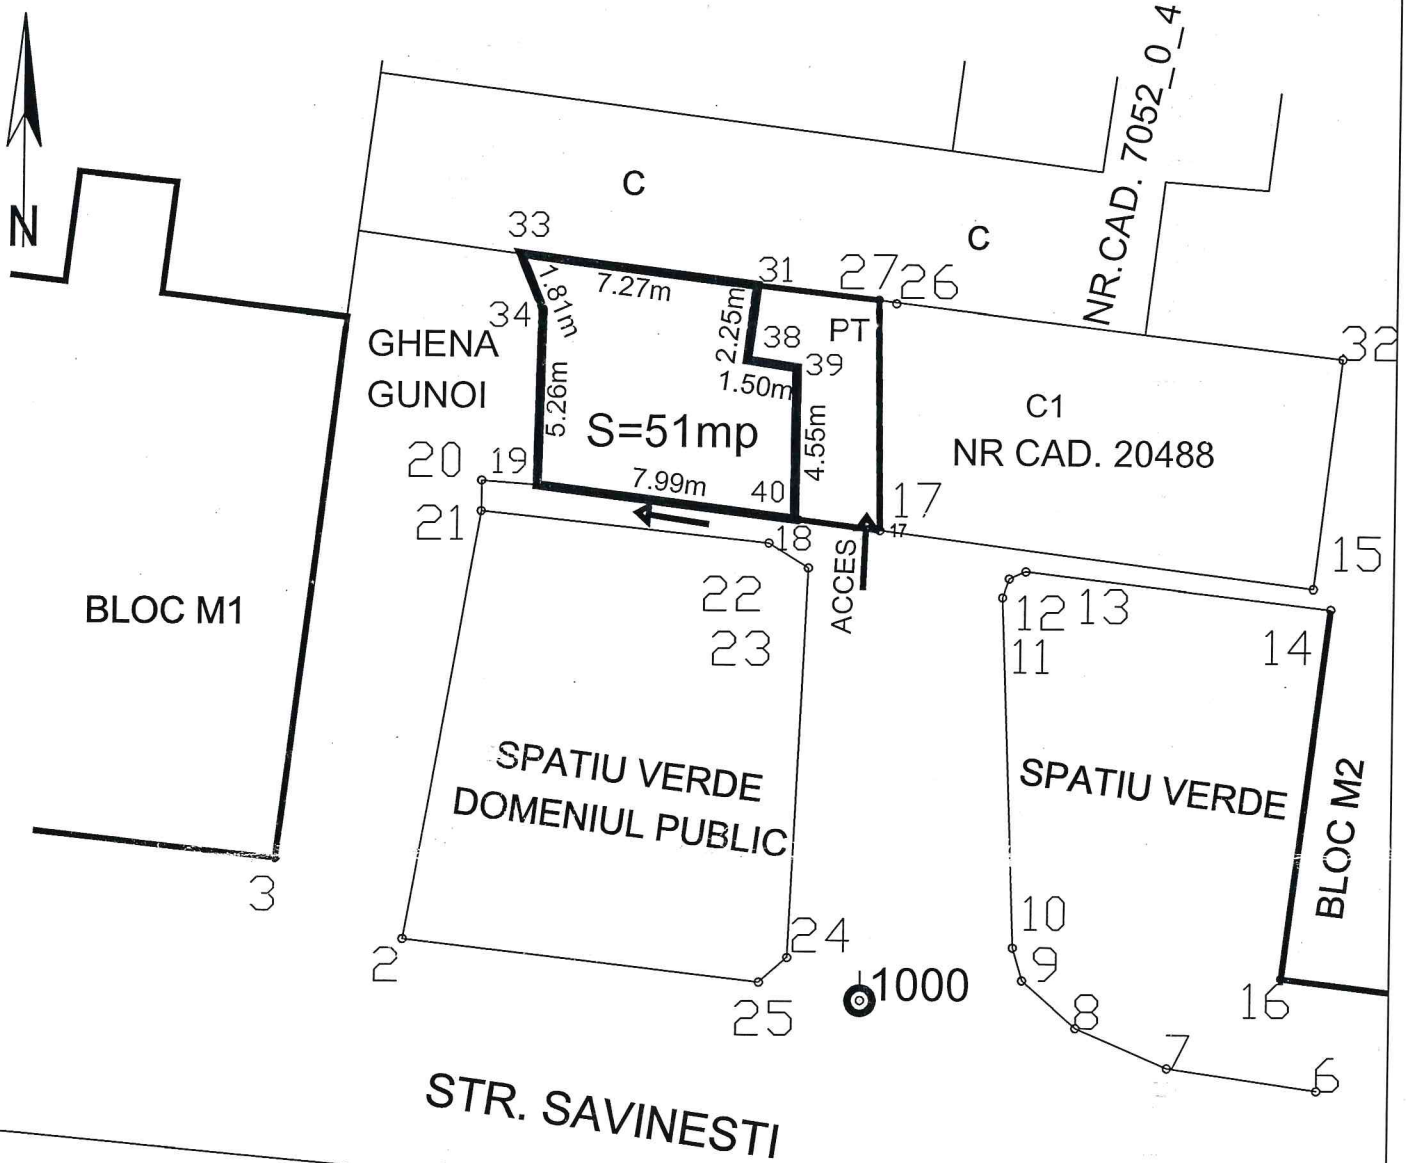 N
C
C
NR.CAD. 7052_0_4
33
31
27
26
7.27m
1.81m
34
2.25m
38
PT
39
32
GHENA
GUNOI
1.50m
5.26m
S=51mp
4.55m
C1
NR CAD. 20488
20
19
7.99m
40
17
17
21
18
15
ACCES
22
23
12
13
11
14
BLOC M1
SPATIU VERDE
DOMENIUL PUBLIC
SPATIU VERDE
BLOC M2
3
2
24
25
1000
10
9
8
7
6
16
STR. SAVINESTI